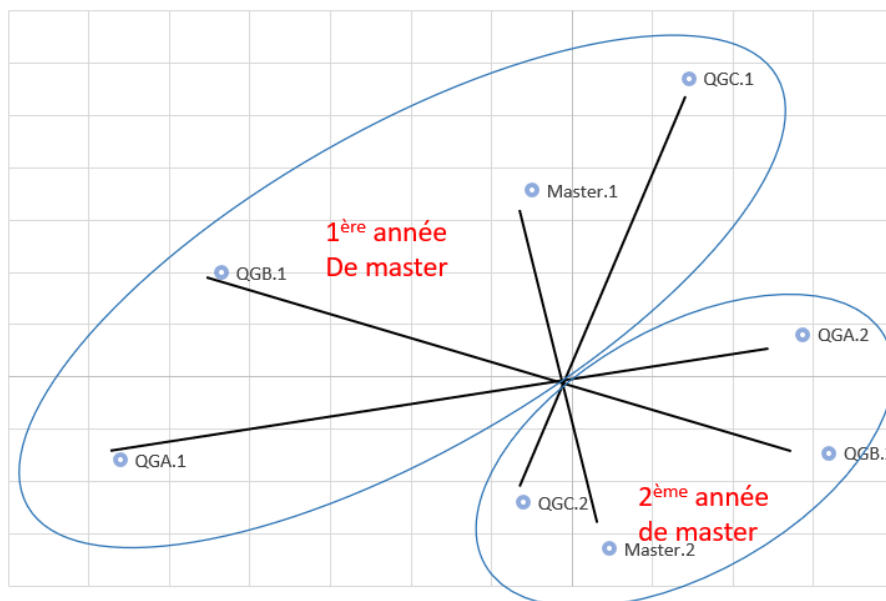 QGC.1
Master.1
1ère année
De master
QGB.1
QGA.2
QGA.1
QGB.
QGC.2
2ème année
de master
Master.2